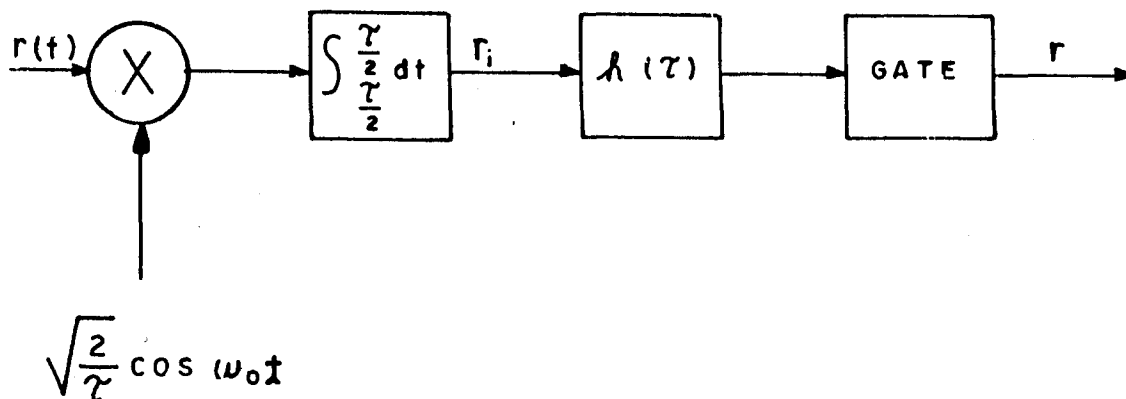 r(t)
X
∫ τ/2 τ/2 dt
r_i
h(τ)
GATE
r
√(2/τ) cos ω₀t